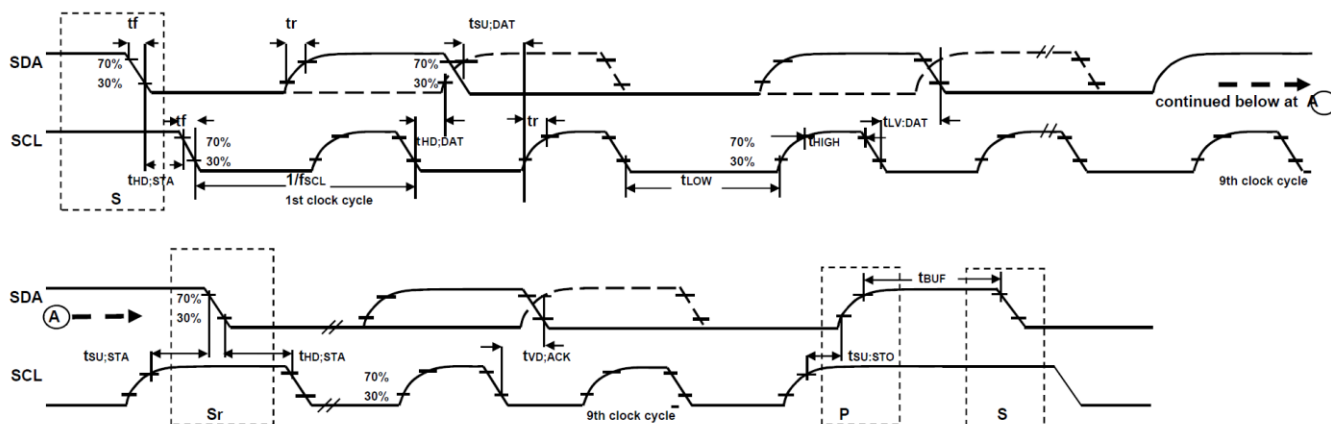 tf tr tSU;DAT
SDA 70% 30% 70% 30%
continued below at A
tf tr tLV:DAT
SCL 70% 30% tHD;DAT 70% 30% tHIGH
tHD;STA 1/fSCL tLOW
S 1st clock cycle 9th clock cycle
tBUF
SDA 70% 30%
A
tSU;STA tHD;STA tVD;ACK tSU;STO
SCL 70% 30%
Sr 9th clock cycle P S